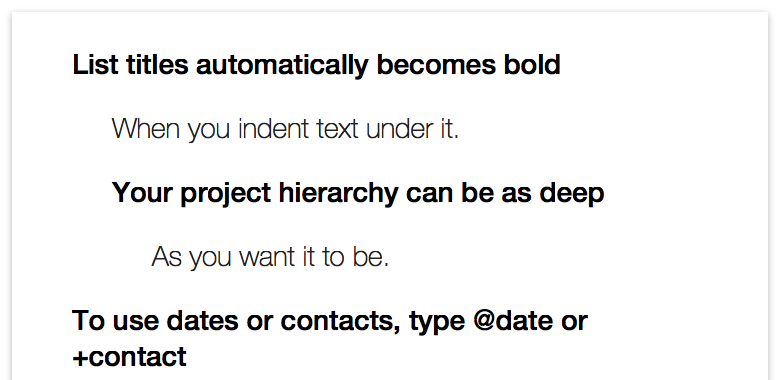 List titles automatically becomes bold
When you indent text under it.
Your project hierarchy can be as deep
As you want it to be.
To use dates or contacts, type @date or
+contact